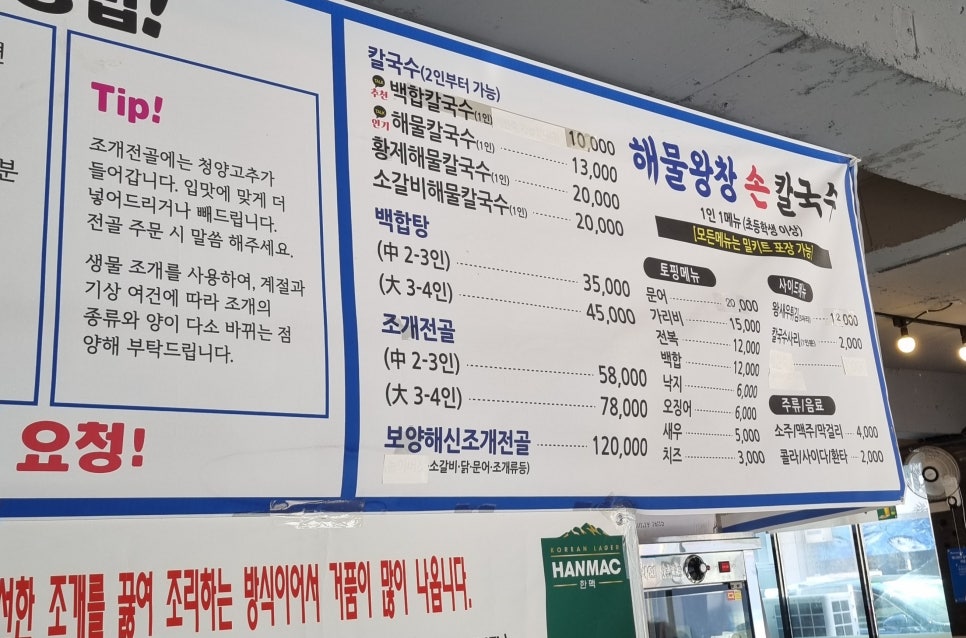 Tip!
조개전골에는 청양고추가
들어갑니다. 입맛에 맞게 더
넣어드리거나 빼드립니다.
전골 주문 시 말씀 해주세요.
생물 조개를 사용하여, 계절과
기상 여건에 따라 조개의
종류와 양이 다소 바뀌는 점
양해 부탁드립니다.
요청!
칼국수(2인부터 가능)
추천 백합칼국수(1인) 10,000
인기 해물칼국수(1인) 13,000
황제해물칼국수(1인) 20,000
소갈비해물칼국수(1인) 20,000
백합탕
(中 2-3인) 35,000
(大 3-4인) 45,000
조개전골
(中 2-3인) 58,000
(大 3-4인) 78,000
보양해신조개전골 120,000
소갈비·닭·문어·조개류등)
해물왕창 손 칼국수
1인 1메뉴 (초등학생 이상)
[모든메뉴는 밀키트 포장 가능]
토핑메뉴
문어 20,000
가리비 15,000
전복 12,000
백합 12,000
낙지 6,000
오징어 6,000
새우 5,000
치즈 3,000
사이드메뉴
왕새우튀김 12,000
칼국수사리(1인분) 2,000
주류/음료
소주/맥주/막걸리 4,000
콜라/사이다/환타 2,000
조개를 끓여 조리하는 방식이어서 거품이 많이 나옵니다.
KOREAN LAGER
HANMAC
한맥